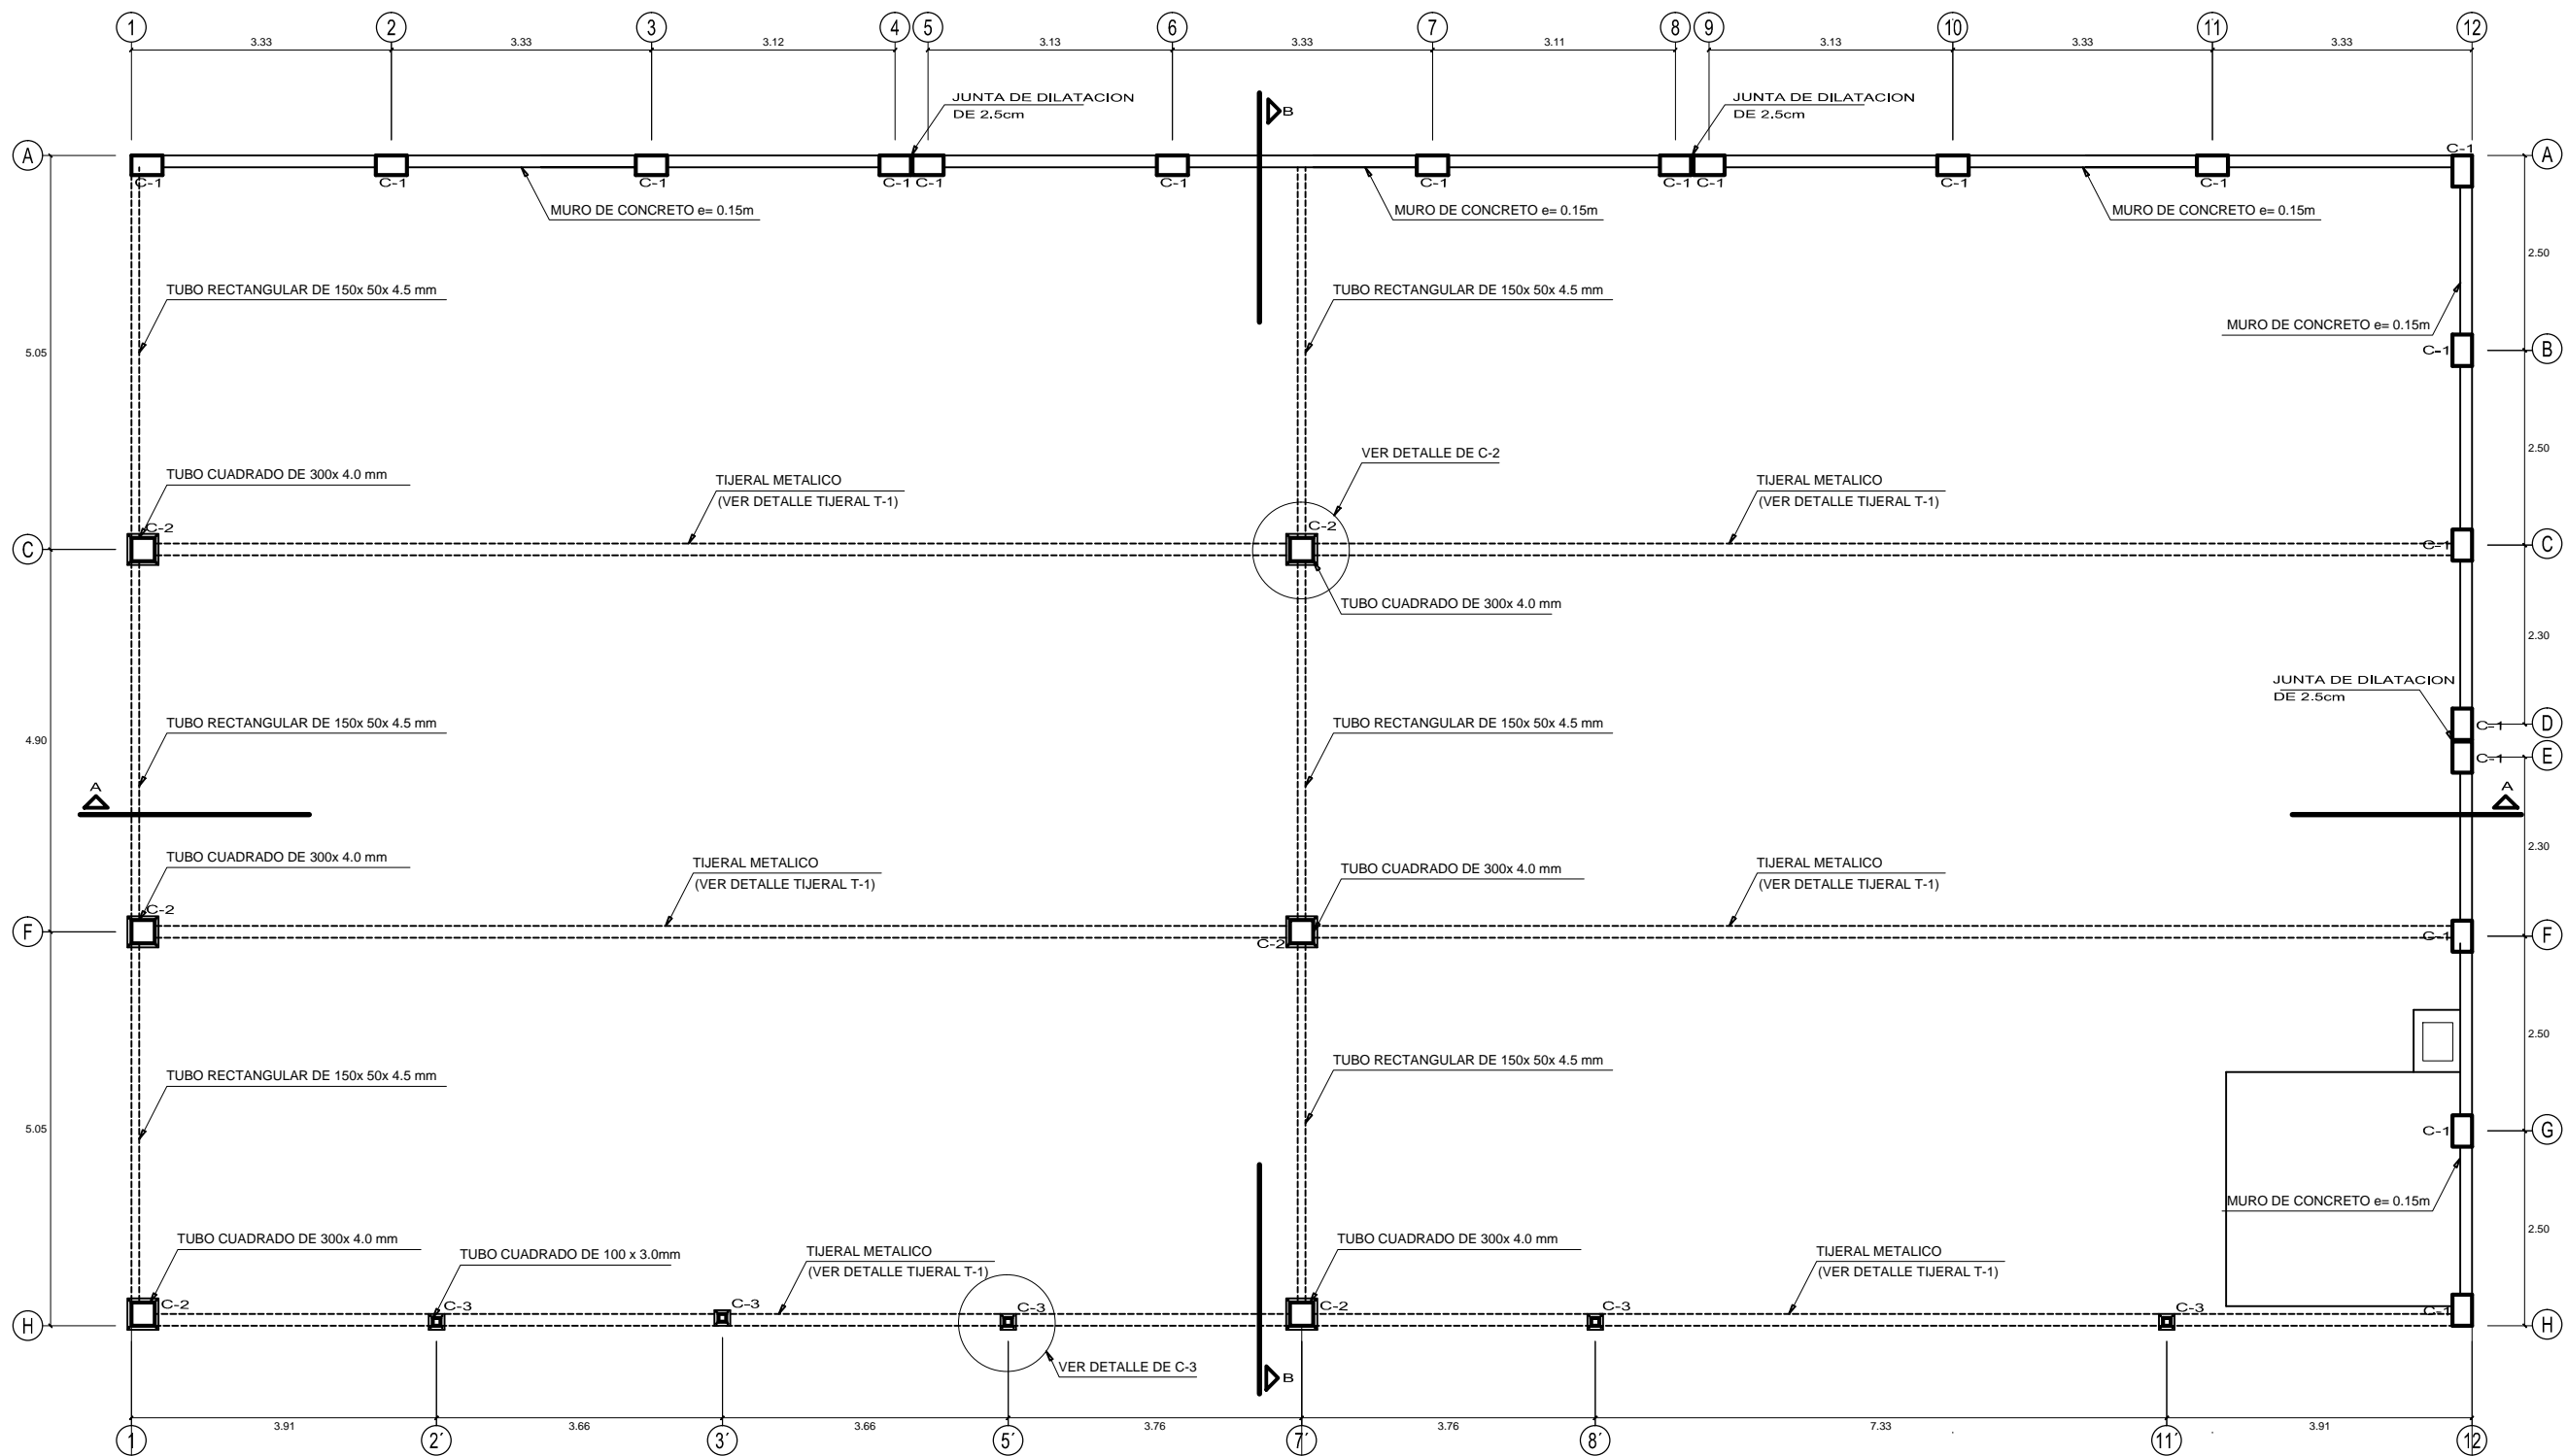 1 2 3 4 5 6 7 8 9 10 11 12
3.33 3.33 3.12 3.13 3.33 3.11 3.13 3.33 3.33
JUNTA DE DILATACION
DE 2.5cm
B
JUNTA DE DILATACION
DE 2.5cm
A
C-1
A
C-1 C-1 C-1 C-1 C-1 C-1 C-1 C-1 C-1 C-1 C-1
MURO DE CONCRETO e= 0.15m
MURO DE CONCRETO e= 0.15m
MURO DE CONCRETO e= 0.15m
2.50
TUBO RECTANGULAR DE 150x 50x 4.5 mm
TUBO RECTANGULAR DE 150x 50x 4.5 mm
MURO DE CONCRETO e= 0.15m
5.05
C-1
B
2.50
VER DETALLE DE C-2
TUBO CUADRADO DE 300x 4.0 mm
TIJERAL METALICO
(VER DETALLE TIJERAL T-1)
TIJERAL METALICO
(VER DETALLE TIJERAL T-1)
C-2
C-2
C
C-1
C
TUBO CUADRADO DE 300x 4.0 mm
2.30
JUNTA DE DILATACION
DE 2.5cm
TUBO RECTANGULAR DE 150x 50x 4.5 mm
TUBO RECTANGULAR DE 150x 50x 4.5 mm
C-1
D
4.90
C-1
E
A
A
2.30
TUBO CUADRADO DE 300x 4.0 mm
TIJERAL METALICO
(VER DETALLE TIJERAL T-1)
TUBO CUADRADO DE 300x 4.0 mm
TIJERAL METALICO
(VER DETALLE TIJERAL T-1)
C-2
F
C-2
C-1
F
2.50
TUBO RECTANGULAR DE 150x 50x 4.5 mm
TUBO RECTANGULAR DE 150x 50x 4.5 mm
5.05
C-1
G
MURO DE CONCRETO e= 0.15m
2.50
TUBO CUADRADO DE 300x 4.0 mm
TUBO CUADRADO DE 100 x 3.0mm
TIJERAL METALICO
(VER DETALLE TIJERAL T-1)
TUBO CUADRADO DE 300x 4.0 mm
TIJERAL METALICO
(VER DETALLE TIJERAL T-1)
C-2 C-3 C-3 C-3 C-2 C-3 C-3 C-1
H
H
VER DETALLE DE C-3
B
3.91 3.66 3.66 3.76 3.76 7.33 3.91
1 2´ 3´ 5´ 7´ 8´ 11´ 12